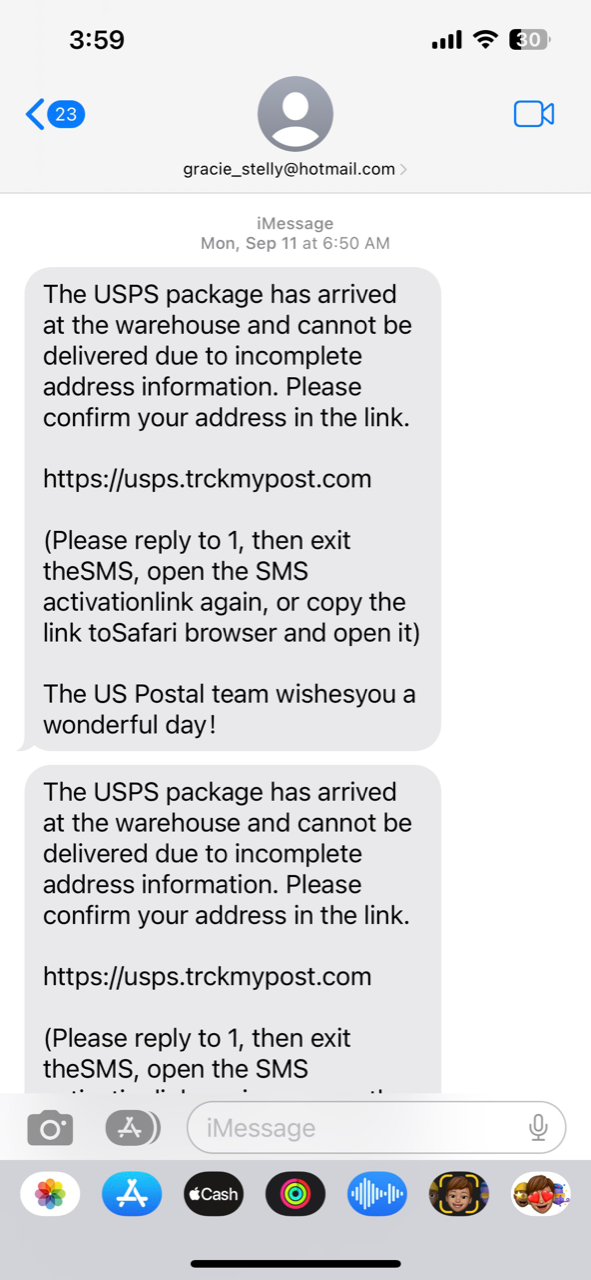 3:59
30
23
gracie_stelly@hotmail.com
iMessage
Mon, Sep 11 at 6:50 AM
The USPS package has arrived
at the warehouse and cannot be
delivered due to incomplete
address information. Please
confirm your address in the link.
https://usps.trckmypost.com
(Please reply to 1, then exit
theSMS, open the SMS
activationlink again, or copy the
link toSafari browser and open it)
The US Postal team wishesyou a
wonderful day!
The USPS package has arrived
at the warehouse and cannot be
delivered due to incomplete
address information. Please
confirm your address in the link.
https://usps.trckmypost.com
(Please reply to 1, then exit
theSMS, open the SMS
iMessage
Cash